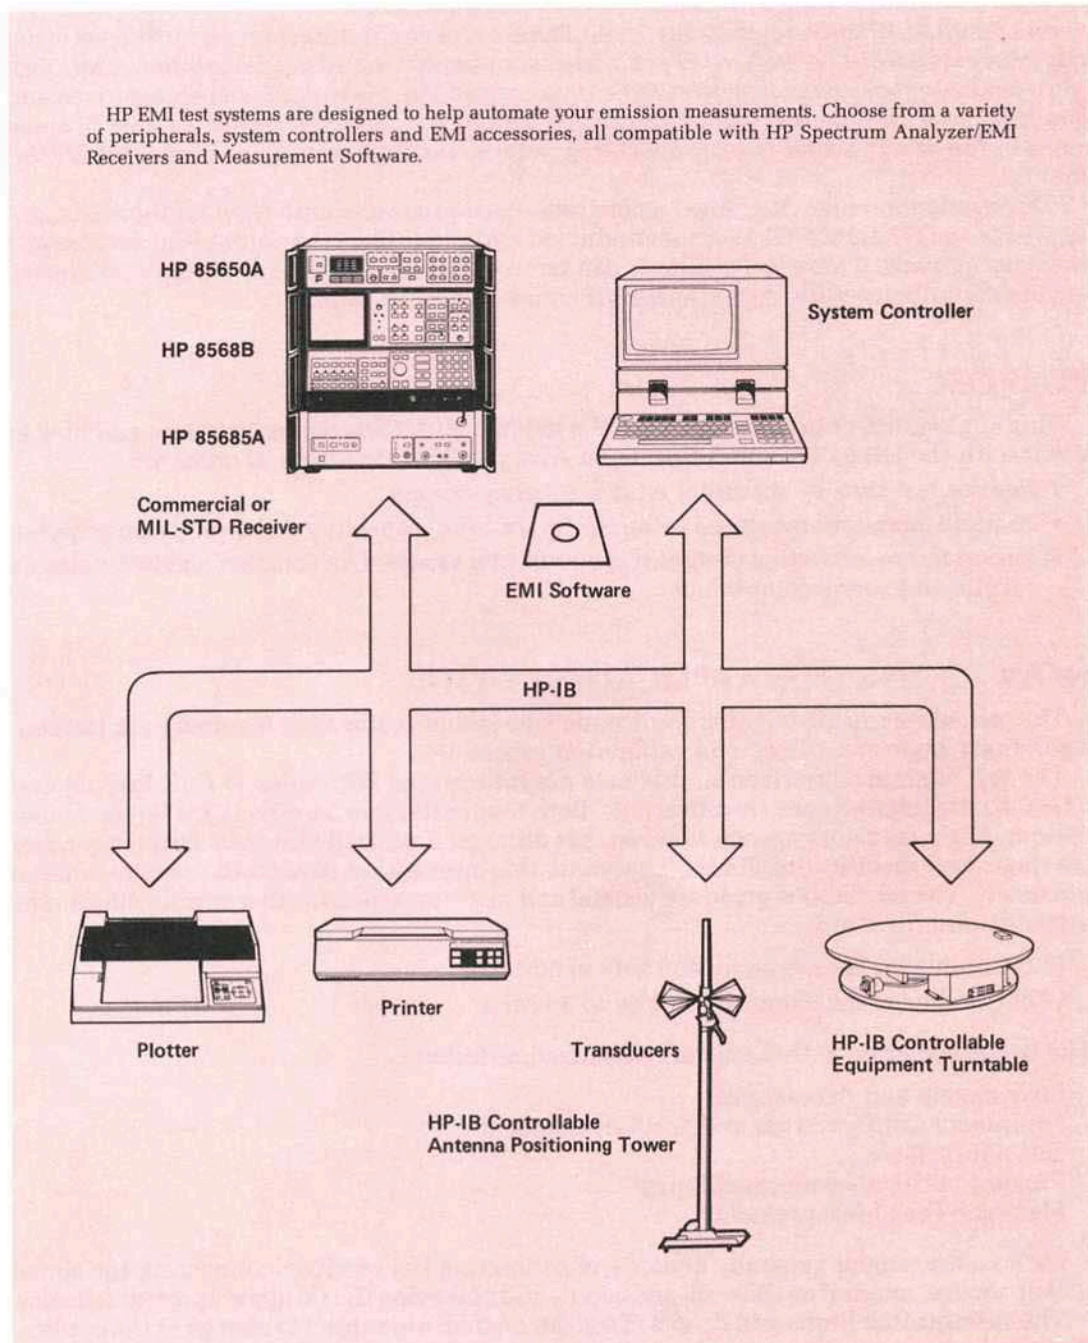 HP EMI test systems are designed to help automate your emission measurements. Choose from a variety
of peripherals, system controllers and EMI accessories, all compatible with HP Spectrum Analyzer/EMI
Receivers and Measurement Software.
HP 85650A
HP 8568B
HP 85685A
System Controller
Commercial or
MIL-STD Receiver
EMI Software
HP-IB
Plotter
Printer
Transducers
HP-IB Controllable
Equipment Turntable
HP-IB Controllable
Antenna Positioning Tower